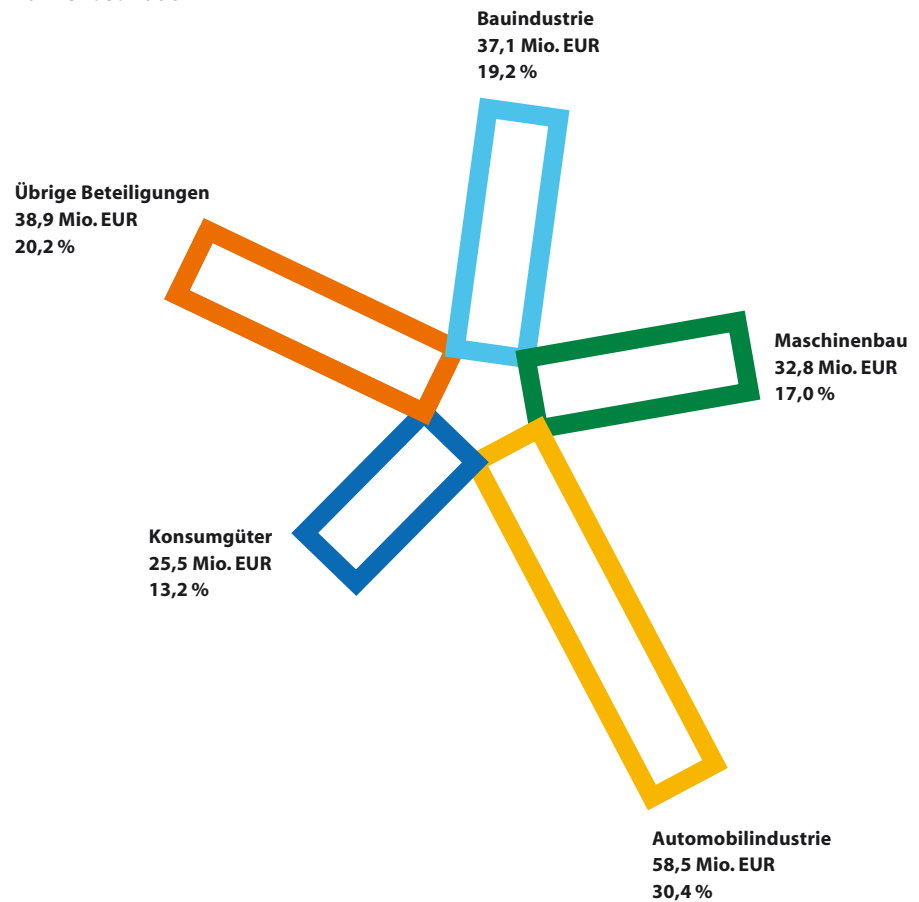 Bauindustrie
37,1 Mio. EUR
19,2 %
Übrige Beteiligungen
38,9 Mio. EUR
20,2 %
Maschinenbau
32,8 Mio. EUR
17,0 %
Konsumgüter
25,5 Mio. EUR
13,2 %
Automobilindustrie
58,5 Mio. EUR
30,4 %